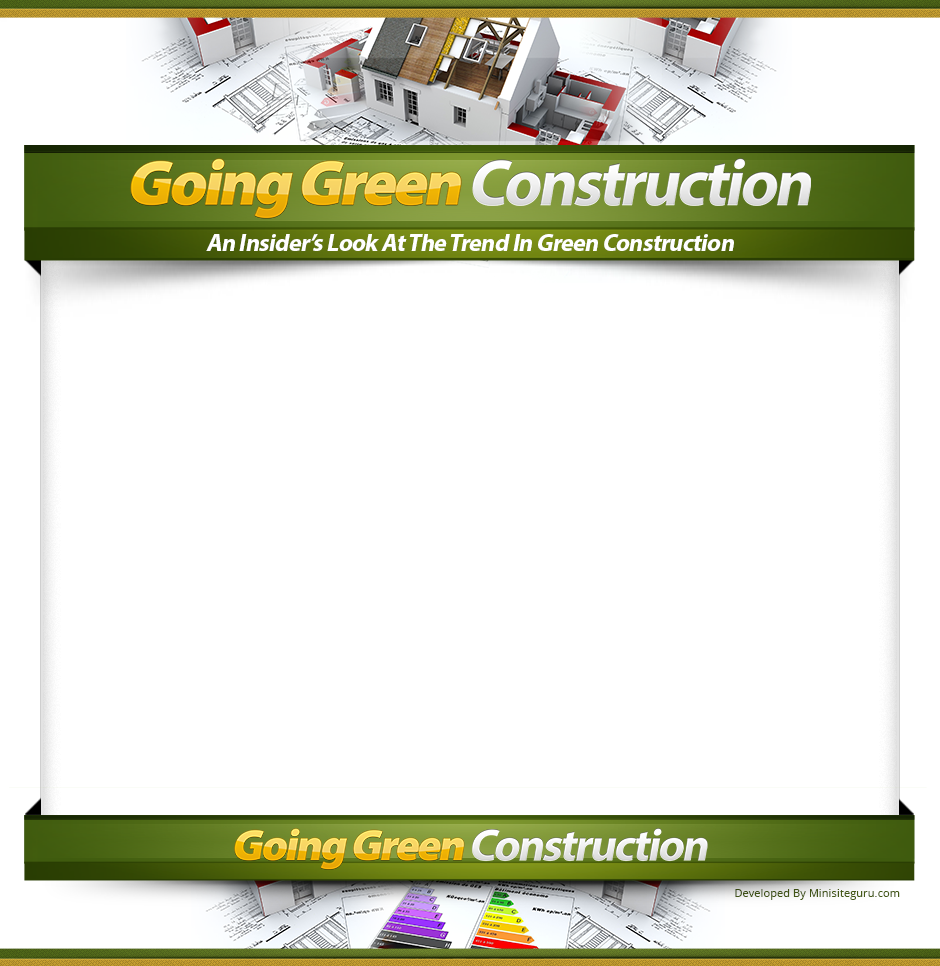 Going Green Construction
An Insider's Look At The Trend In Green Construction
Going Green Construction
Developed By Minisiteguru.com